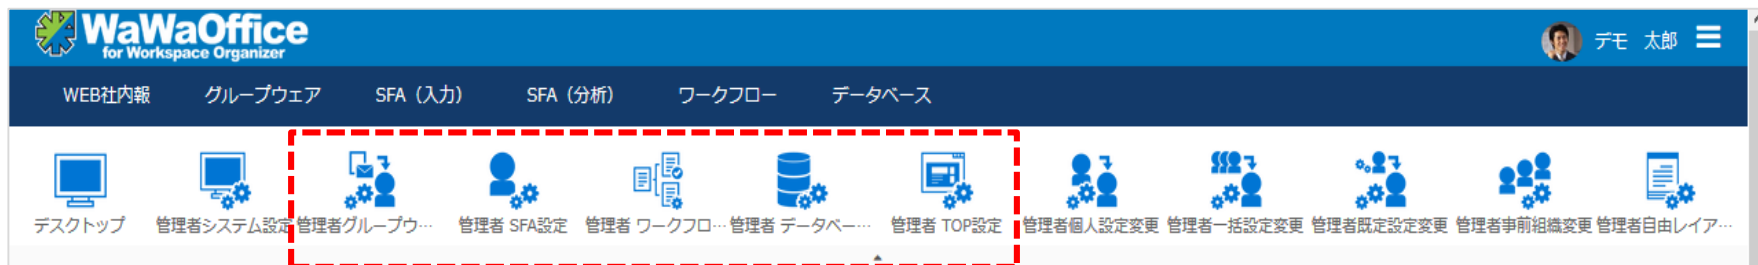 WaWaOffice
for Workspace Organizer
デモ 太郎
WEB社内報 グループウェア SFA（入力） SFA（分析） ワークフロー データベース
デスクトップ 管理者システム設定 管理者グループウ… 管理者 SFA設定 管理者 ワークフロ… 管理者 データベー… 管理者 TOP設定 管理者個人設定変更 管理者一括設定変更 管理者既定設定変更 管理者事前組織変更 管理者自由レイア…